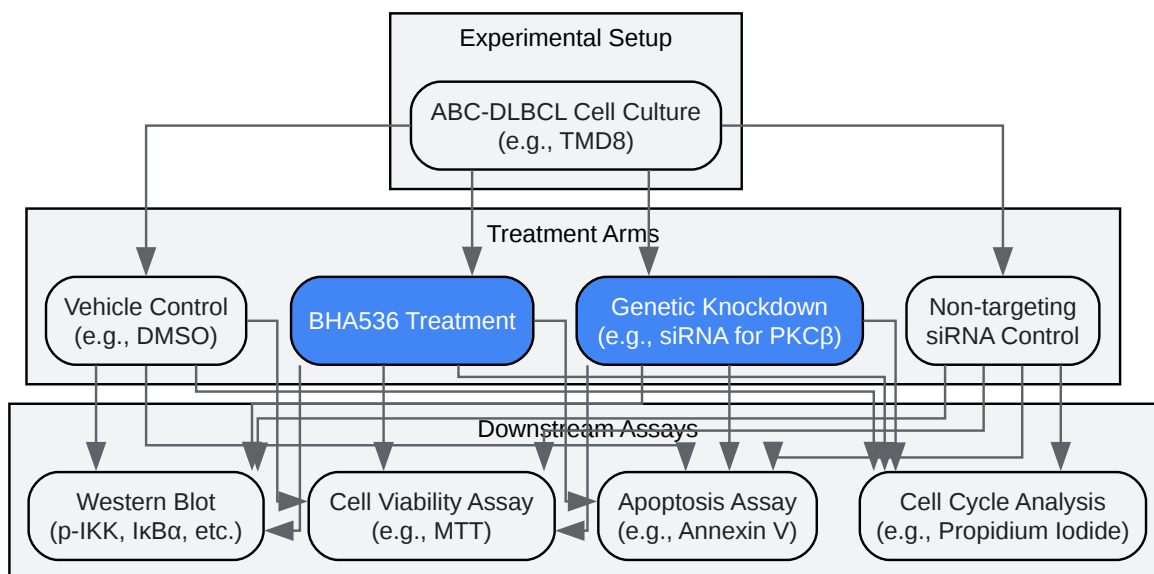 Experimental Setup
ABC-DLBCL Cell Culture
(e.g., TMD8)
Treatment Arms
Vehicle Control
(e.g., DMSO)
BHA536 Treatment
Genetic Knockdown
(e.g., siRNA for PKCβ)
Non-targeting
siRNA Control
Downstream Assays
Western Blot
(p-IKK, IκBα, etc.)
Cell Viability Assay
(e.g., MTT)
Apoptosis Assay
(e.g., Annexin V)
Cell Cycle Analysis
(e.g., Propidium Iodide)